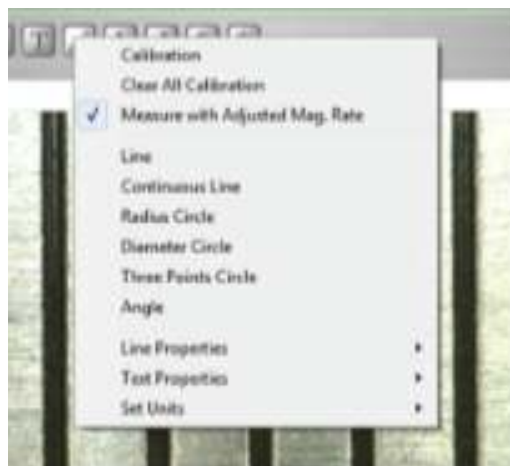 T
Calibration
Clear All Calibration
Measure with Adjusted Mag. Rate
Line
Continuous Line
Radius Circle
Diameter Circle
Three Points Circle
Angle
Line Properties
Text Properties
Set Units